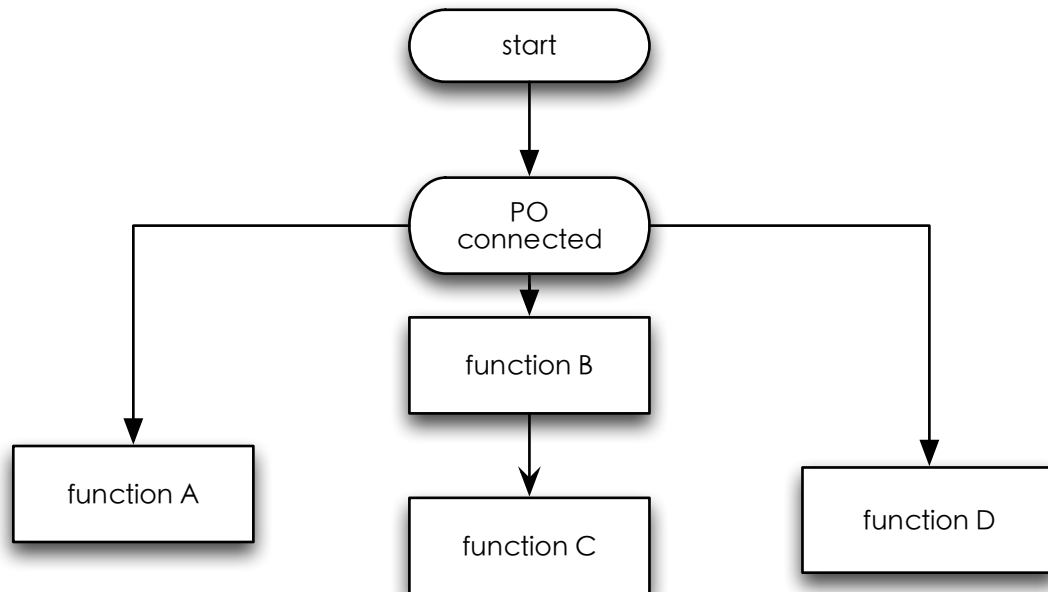 start
PO
connected
function B
function A
function C
function D